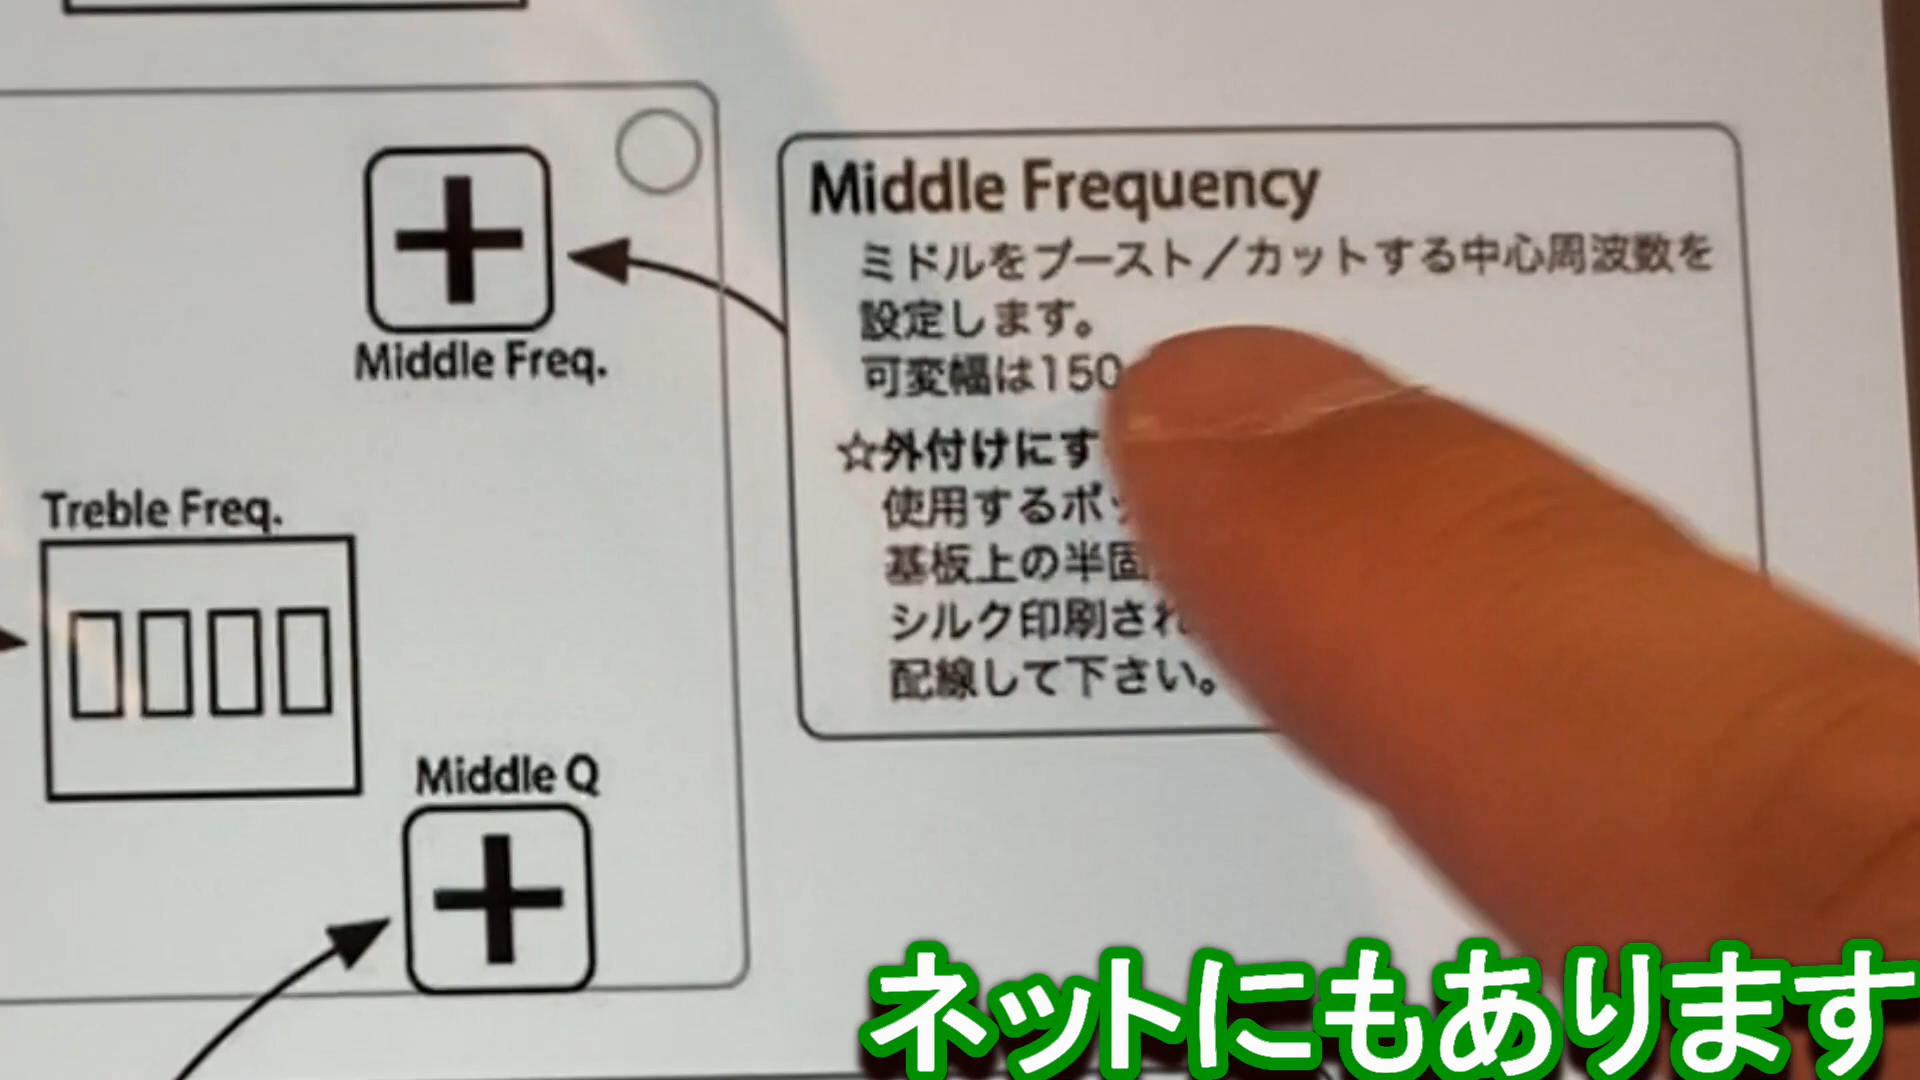 Middle Freq.
Treble Freq.
Middle Q
Middle Frequency
ミドルをブースト／カットする中心周波数を
設定します。
可変幅は150
☆外付けにす
使用するポッ
基板上の半固
シルク印刷され
配線して下さい。
ネットにもあります